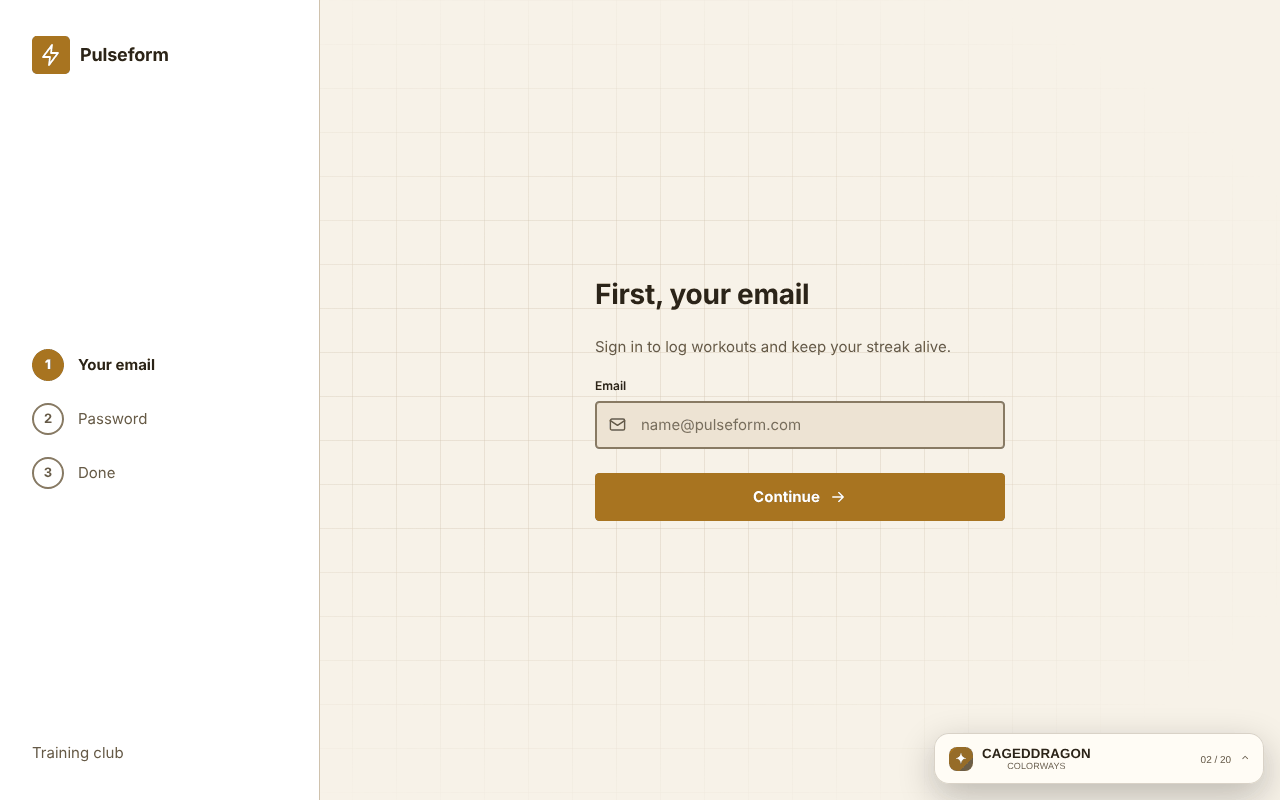 Pulseform
1 Your email
2 Password
3 Done
Training club
First, your email
Sign in to log workouts and keep your streak alive.
Email
name@pulseform.com
Continue →
CAGEDDRAGON
COLORWAYS
02 / 20